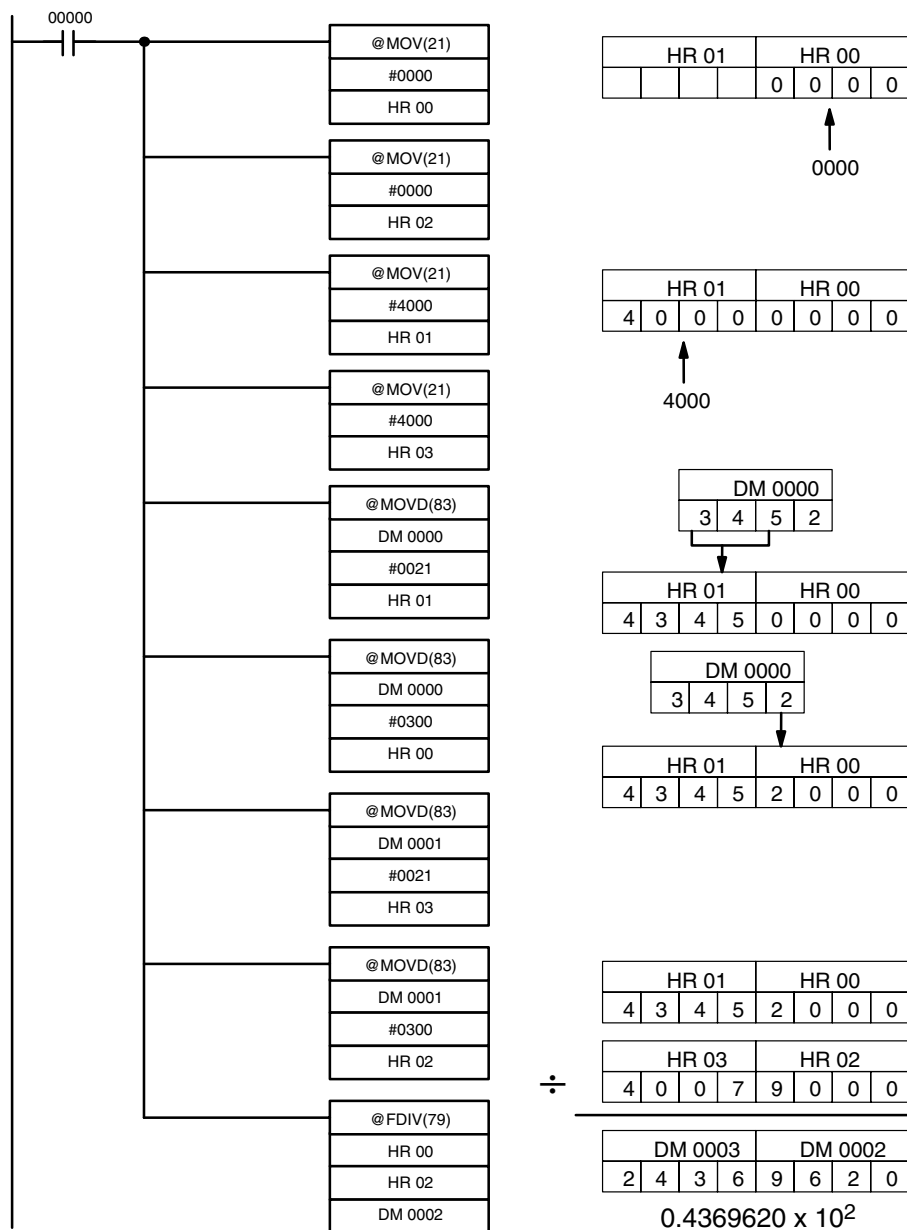 00000
@MOV(21)
#0000
HR 00
HR 01 HR 00
0 0 0 0
0000
@MOV(21)
#0000
HR 02
@MOV(21)
#4000
HR 01
HR 01 HR 00
4 0 0 0 0 0 0 0
4000
@MOV(21)
#4000
HR 03
@MOVD(83)
DM 0000
#0021
HR 01
DM 0000
3 4 5 2
HR 01 HR 00
4 3 4 5 0 0 0 0
@MOVD(83)
DM 0000
#0300
HR 00
DM 0000
3 4 5 2
HR 01 HR 00
4 3 4 5 2 0 0 0
@MOVD(83)
DM 0001
#0021
HR 03
@MOVD(83)
DM 0001
#0300
HR 02
HR 01 HR 00
4 3 4 5 2 0 0 0
HR 03 HR 02
÷ 4 0 0 7 9 0 0 0
@FDIV(79)
HR 00
HR 02
DM 0002
DM 0003 DM 0002
2 4 3 6 9 6 2 0
0.4369620 x 10²